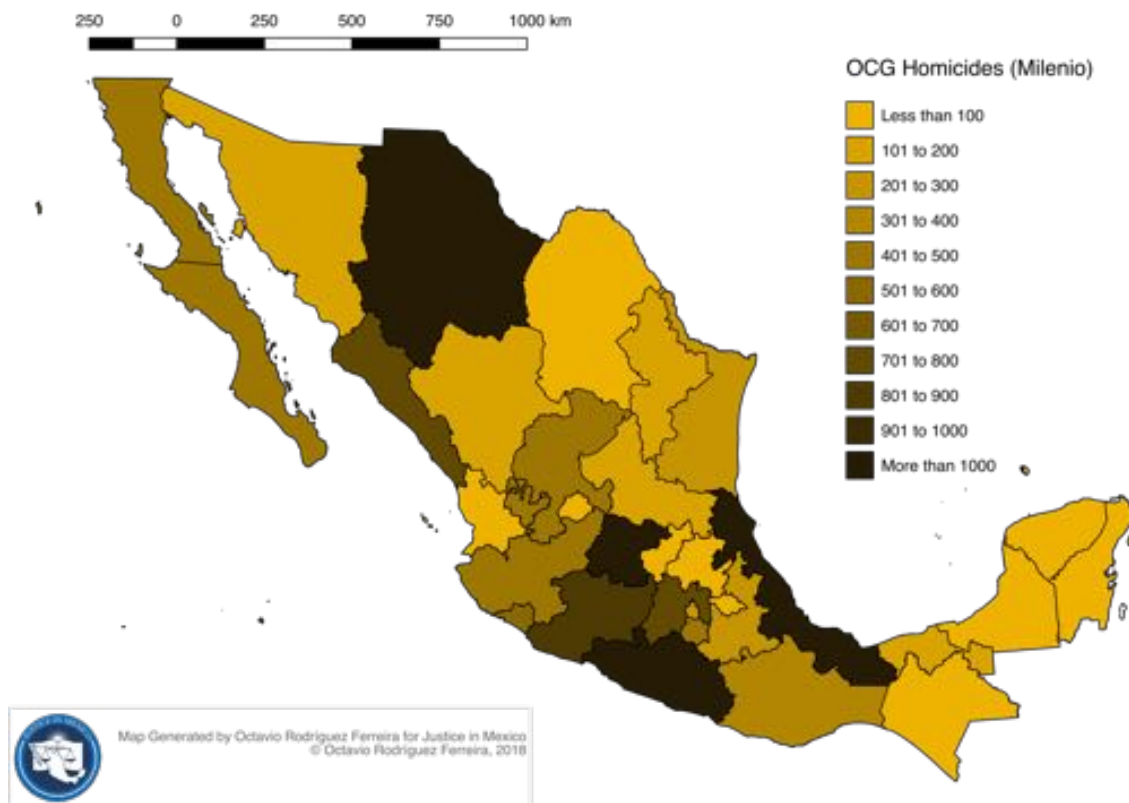 250 0 250 500 750 1000 km
OCG Homicides (Milenio)
Less than 100
101 to 200
201 to 300
301 to 400
401 to 500
501 to 600
601 to 700
701 to 800
801 to 900
901 to 1000
More than 1000
Map Generated by Octavio Rodríguez Ferreira for Justice in Mexico
© Octavio Rodríguez Ferreira, 2018